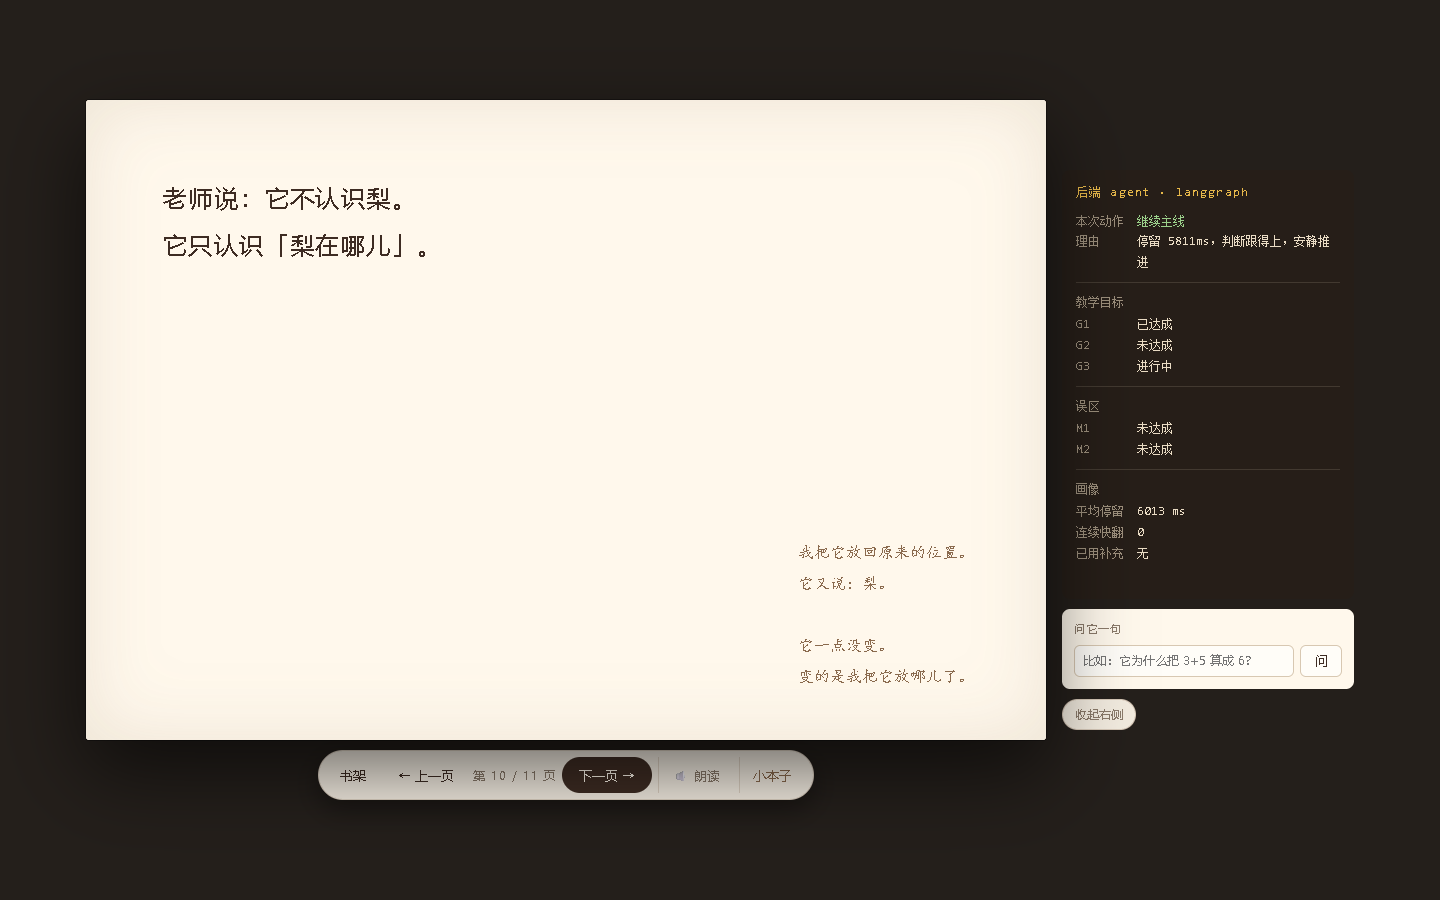 老师说：它不认识梨。
它只认识「梨在哪儿」。
我把它放回原来的位置。
它又说：梨。
它一点没变。
变的是我把它放哪儿了。
后端 agent · langgraph
本次动作 继续主线
理由 停留 5811ms，判断跟得上，安静推
进
教学目标
G1 已达成
G2 未达成
G3 进行中
误区
M1 未达成
M2 未达成
画像
平均停留 6013 ms
连续快翻 0
已用补充 无
问它一句
比如：它为什么把 3+5 算成 6？ 问
收起右侧
书架 ← 上一页 第 10 / 11 页 下一页 → 朗读 小本子